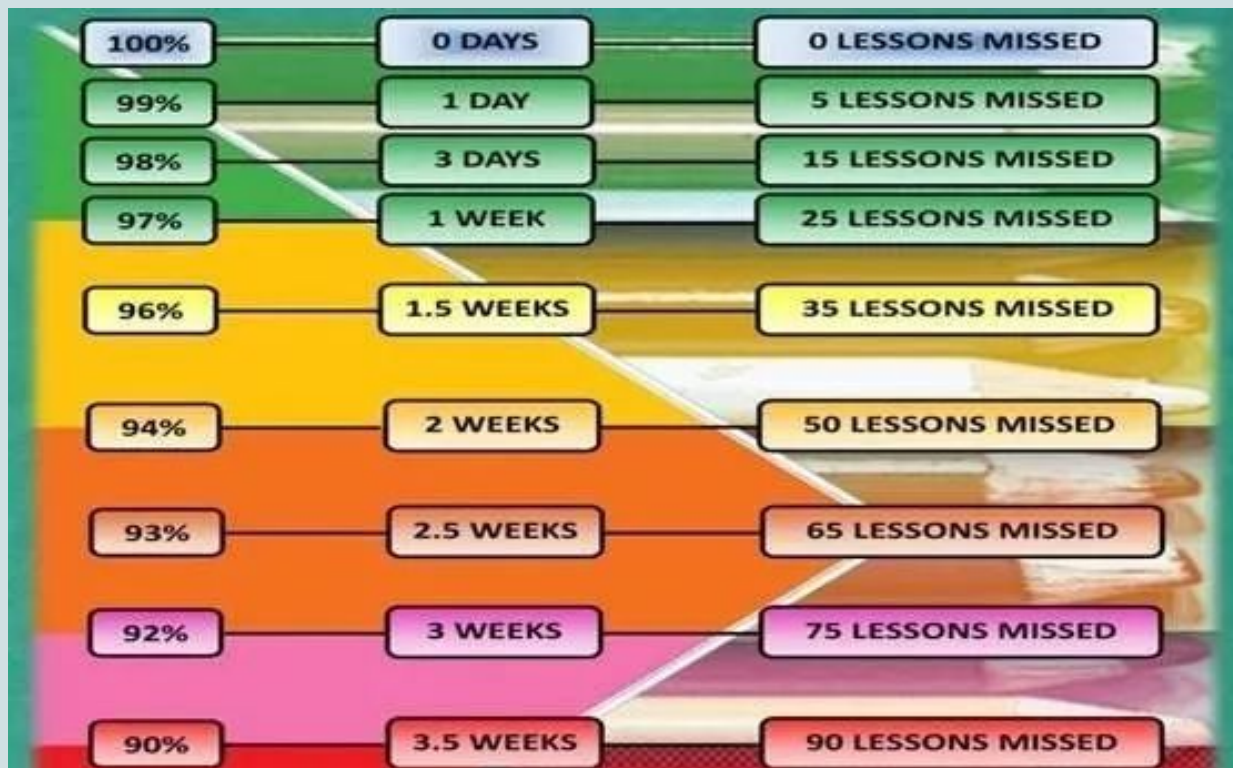 100% 0 DAYS 0 LESSONS MISSED
99% 1 DAY 5 LESSONS MISSED
98% 3 DAYS 15 LESSONS MISSED
97% 1 WEEK 25 LESSONS MISSED
96% 1.5 WEEKS 35 LESSONS MISSED
94% 2 WEEKS 50 LESSONS MISSED
93% 2.5 WEEKS 65 LESSONS MISSED
92% 3 WEEKS 75 LESSONS MISSED
90% 3.5 WEEKS 90 LESSONS MISSED